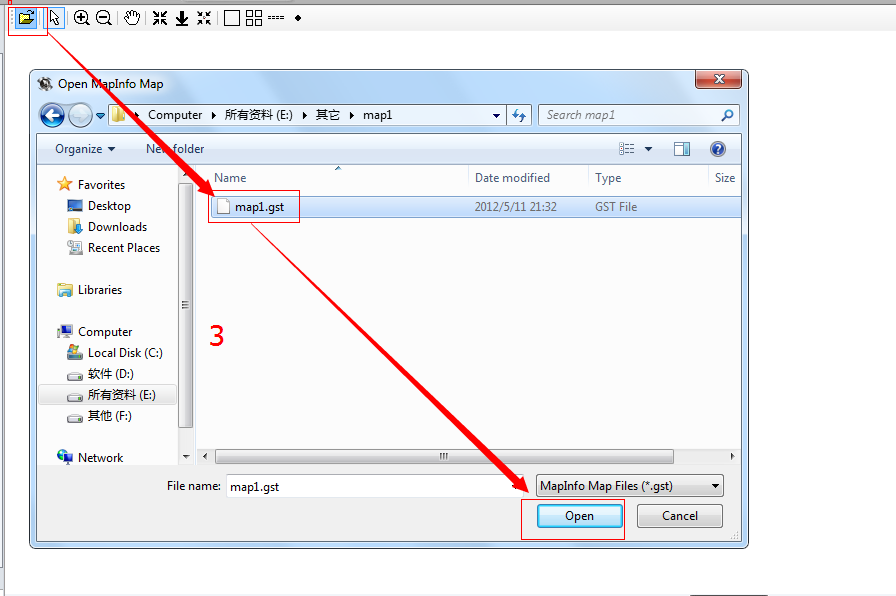 Open MapInfo Map
Computer 所有资料 (E:) 其它 map1
Search map1
Organize
New folder
Name
Date modified
Type
Size
Favorites
Desktop
Downloads
Recent Places
Libraries
Computer
Local Disk (C:)
软件 (D:)
所有资料 (E:)
其他 (F:)
Network
map1.gst
2012/5/11 21:32
GST File
3
File name:
map1.gst
MapInfo Map Files (*.gst)
Open
Cancel